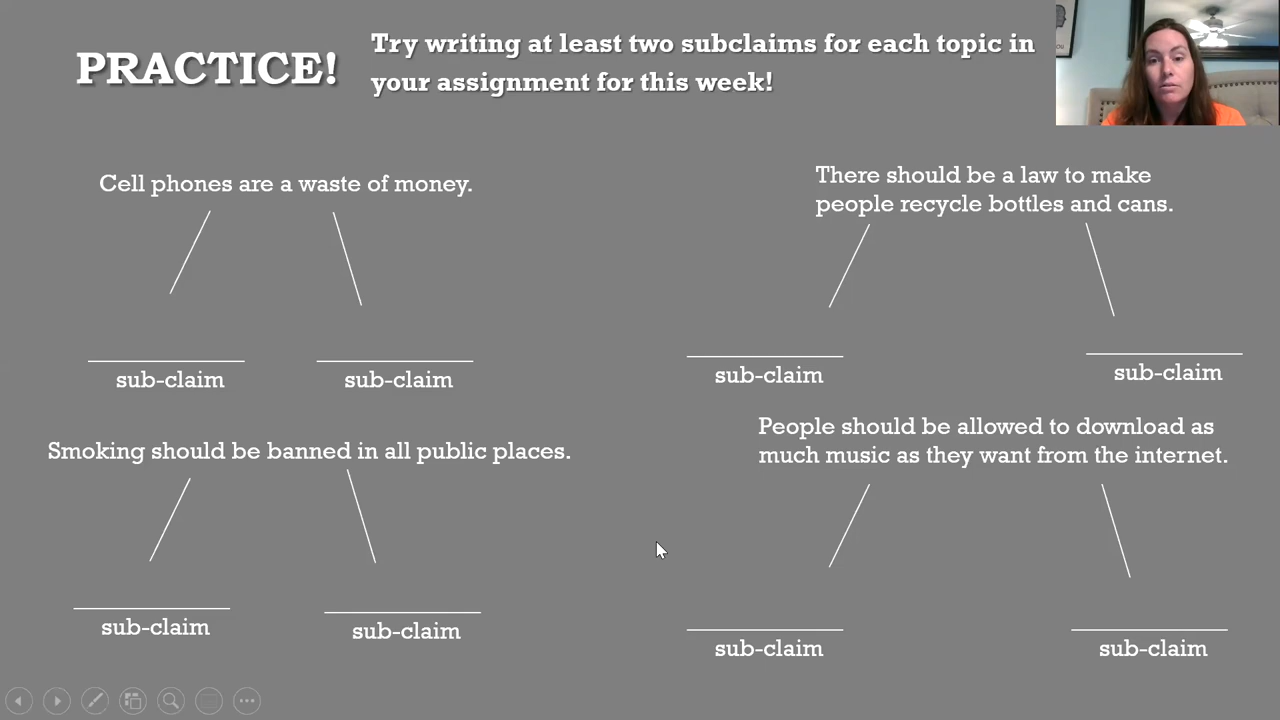 PRACTICE!
Try writing at least two subclaims for each topic in
your assignment for this week!
Cell phones are a waste of money.
sub-claim
sub-claim
There should be a law to make
people recycle bottles and cans.
sub-claim
sub-claim
Smoking should be banned in all public places.
sub-claim
sub-claim
People should be allowed to download as
much music as they want from the internet.
sub-claim
sub-claim